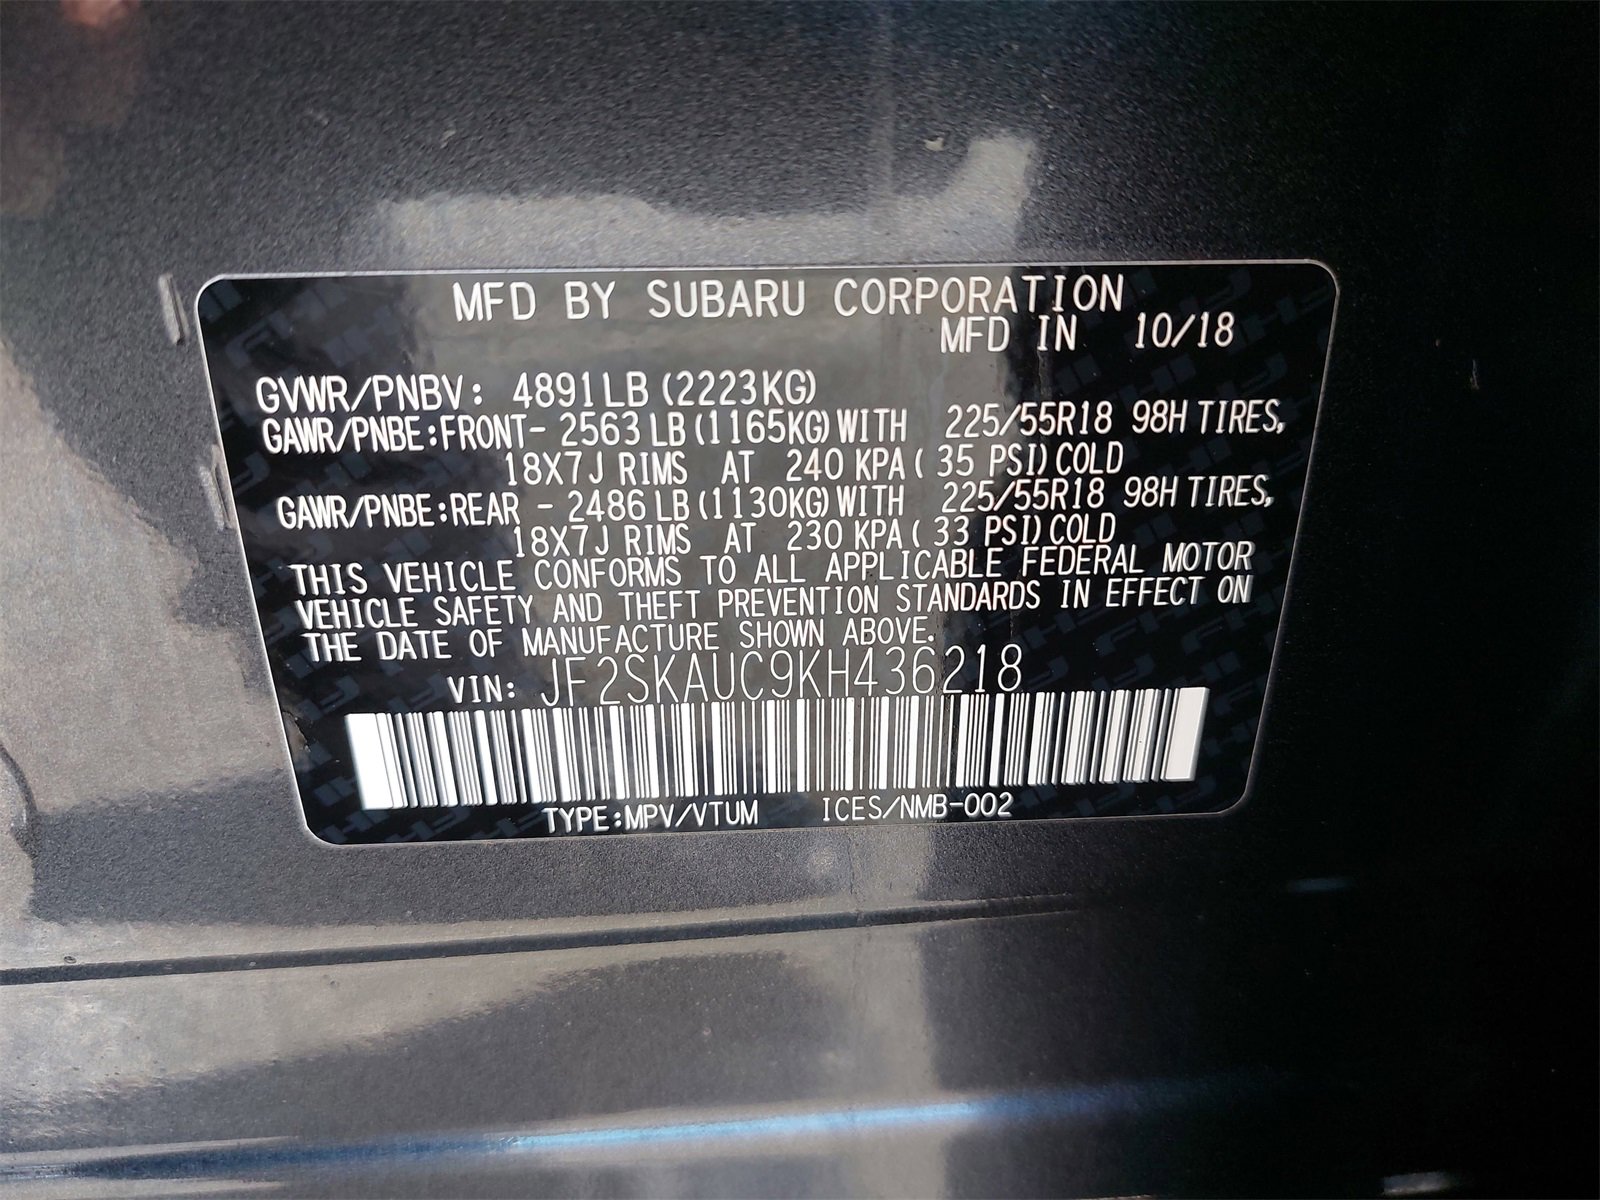 MFD BY SUBARU CORPORATION
MFD IN 10/18
GVWR/PNBV: 4891LB (2223KG)
GAWR/PNBE:FRONT- 2563 LB (1165KG) WITH 225/55R18 98H TIRES,
18X7J RIMS AT 240 KPA ( 35 PSI) COLD
GAWR/PNBE:REAR - 2486 LB (1130KG) WITH 225/55R18 98H TIRES,
18X7J RIMS AT 230 KPA ( 33 PSI) COLD
THIS VEHICLE CONFORMS TO ALL APPLICABLE FEDERAL MOTOR
VEHICLE SAFETY AND THEFT PREVENTION STANDARDS IN EFFECT ON
THE DATE OF MANUFACTURE SHOWN ABOVE.
VIN: JF2SKAUC9KH436218
TYPE:MPV/VTUM ICES/NMB-002